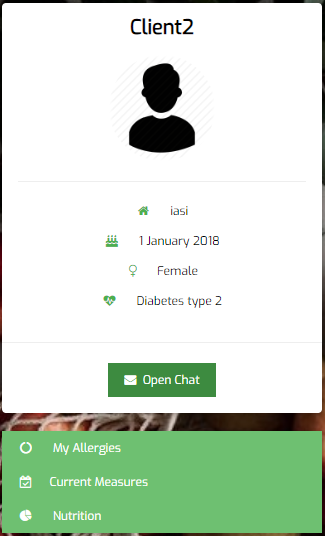 Client2
iasi
1 January 2018
Female
Diabetes type 2
Open Chat
My Allergies
Current Measures
Nutrition